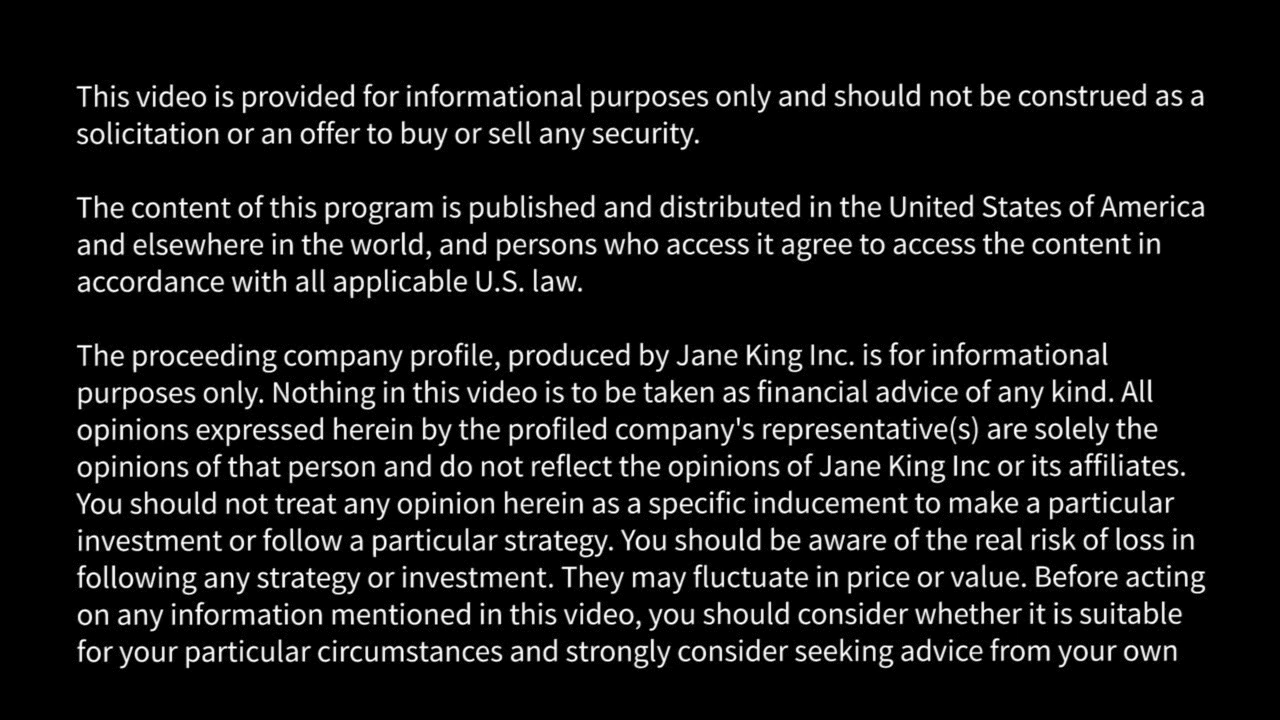 This video is provided for informational purposes only and should not be construed as a
solicitation or an offer to buy or sell any security.
The content of this program is published and distributed in the United States of America
and elsewhere in the world, and persons who access it agree to access the content in
accordance with all applicable U.S. law.
The proceeding company profile, produced by Jane King Inc. is for informational
purposes only. Nothing in this video is to be taken as financial advice of any kind. All
opinions expressed herein by the profiled company's representative(s) are solely the
opinions of that person and do not reflect the opinions of Jane King Inc or its affiliates.
You should not treat any opinion herein as a specific inducement to make a particular
investment or follow a particular strategy. You should be aware of the real risk of loss in
following any strategy or investment. They may fluctuate in price or value. Before acting
on any information mentioned in this video, you should consider whether it is suitable
for your particular circumstances and strongly consider seeking advice from your own